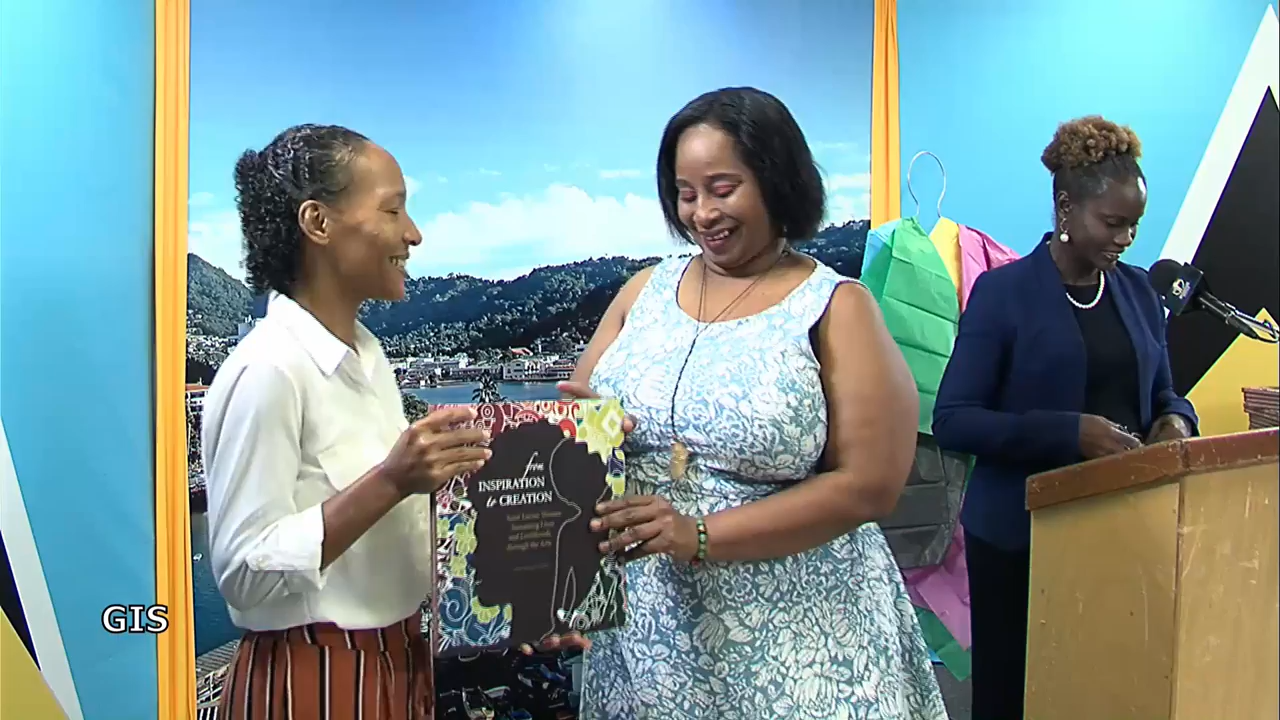 from
INSPIRATION
to CREATION
Saint Lucian Women
Sustaining Lives
and Livelihoods
through the Arts
GIS